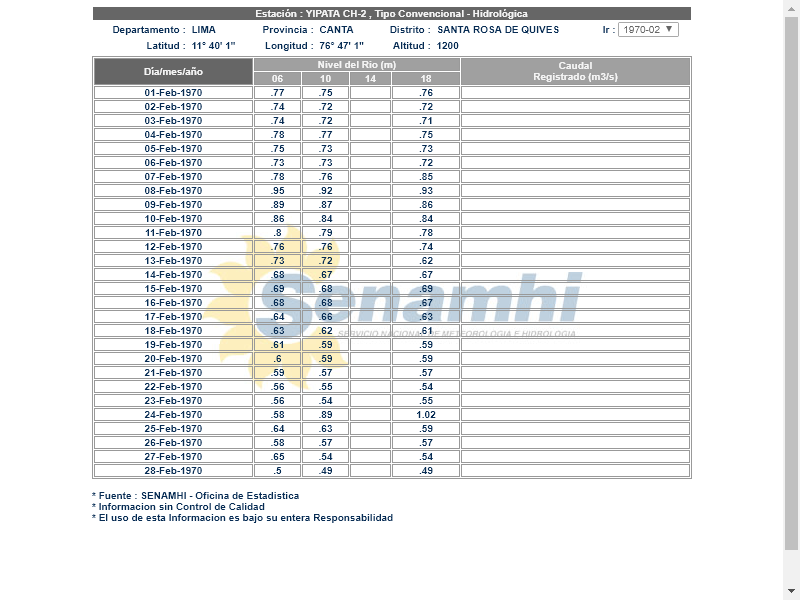 Estación : YIPATA CH-2 , Tipo Convencional - Hidrológica
Departamento : LIMA Provincia : CANTA Distrito : SANTA ROSA DE QUIVES Ir : 1970-02
Latitud : 11° 40' 1" Longitud : 76° 47' 1" Altitud : 1200
Día/mes/año Nivel del Río (m) Caudal Registrado (m3/s)
06 10 14 18
01-Feb-1970 .77 .75 .76
02-Feb-1970 .74 .72 .72
03-Feb-1970 .74 .72 .71
04-Feb-1970 .78 .77 .75
05-Feb-1970 .75 .73 .73
06-Feb-1970 .73 .73 .72
07-Feb-1970 .78 .76 .85
08-Feb-1970 .95 .92 .93
09-Feb-1970 .89 .87 .86
10-Feb-1970 .86 .84 .84
11-Feb-1970 .8 .79 .78
12-Feb-1970 .76 .76 .74
13-Feb-1970 .73 .72 .62
14-Feb-1970 .68 .67 .67
15-Feb-1970 .69 .68 .69
16-Feb-1970 .68 .68 .67
17-Feb-1970 .64 .66 .63
18-Feb-1970 .63 .62 .61
19-Feb-1970 .61 .59 .59
20-Feb-1970 .6 .59 .59
21-Feb-1970 .59 .57 .57
22-Feb-1970 .56 .55 .54
23-Feb-1970 .56 .54 .55
24-Feb-1970 .58 .89 1.02
25-Feb-1970 .64 .63 .59
26-Feb-1970 .58 .57 .57
27-Feb-1970 .65 .54 .54
28-Feb-1970 .5 .49 .49
Senamhi
SERVICIO NACIONAL DE METEOROLOGIA E HIDROLOGIA
* Fuente : SENAMHI - Oficina de Estadistica
* Informacion sin Control de Calidad
* El uso de esta Informacion es bajo su entera Responsabilidad